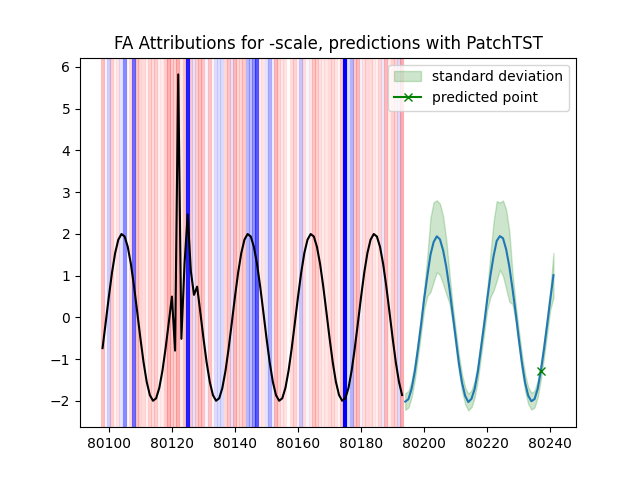 FA Attributions for -scale, predictions with PatchTST
standard deviation
predicted point
6
5
4
3
2
1
0
−1
−2
80100 80120 80140 80160 80180 80200 80220 80240